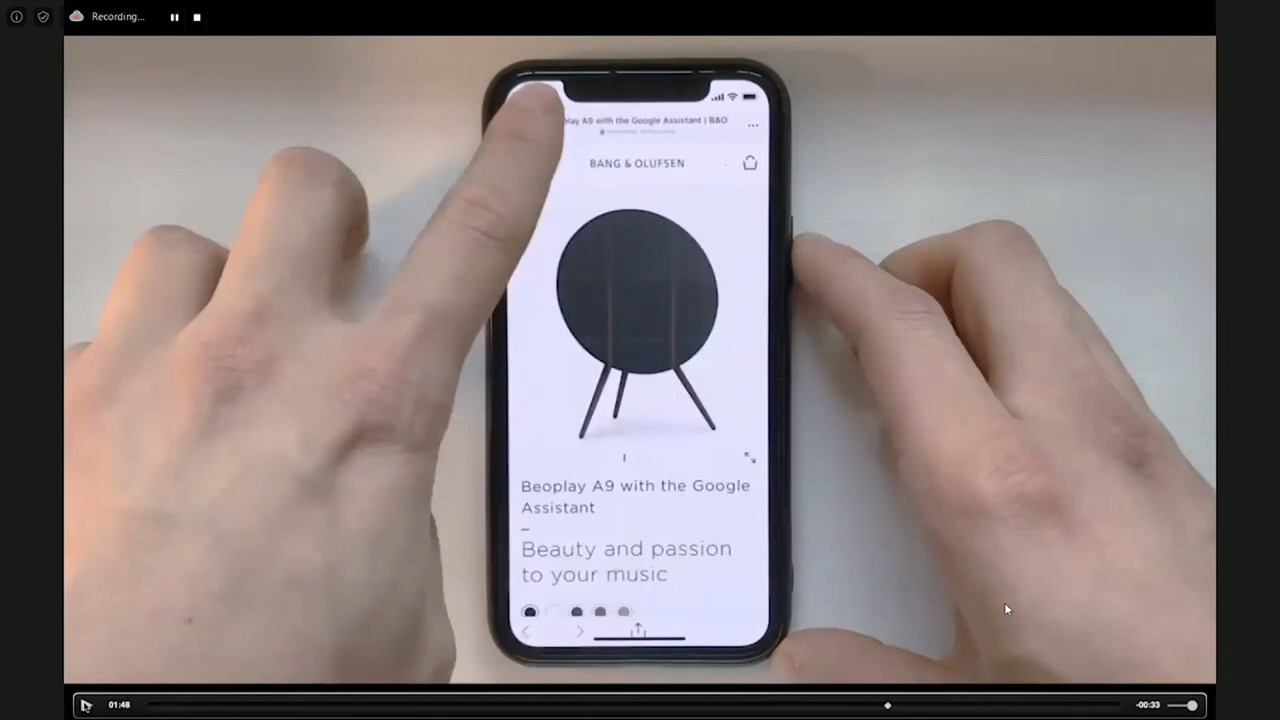 Recording...
play A9 with the Google Assistant | B&O
BANG & OLUFSEN
Beoplay A9 with the Google
Assistant
Beauty and passion
to your music
01:48
-00:33